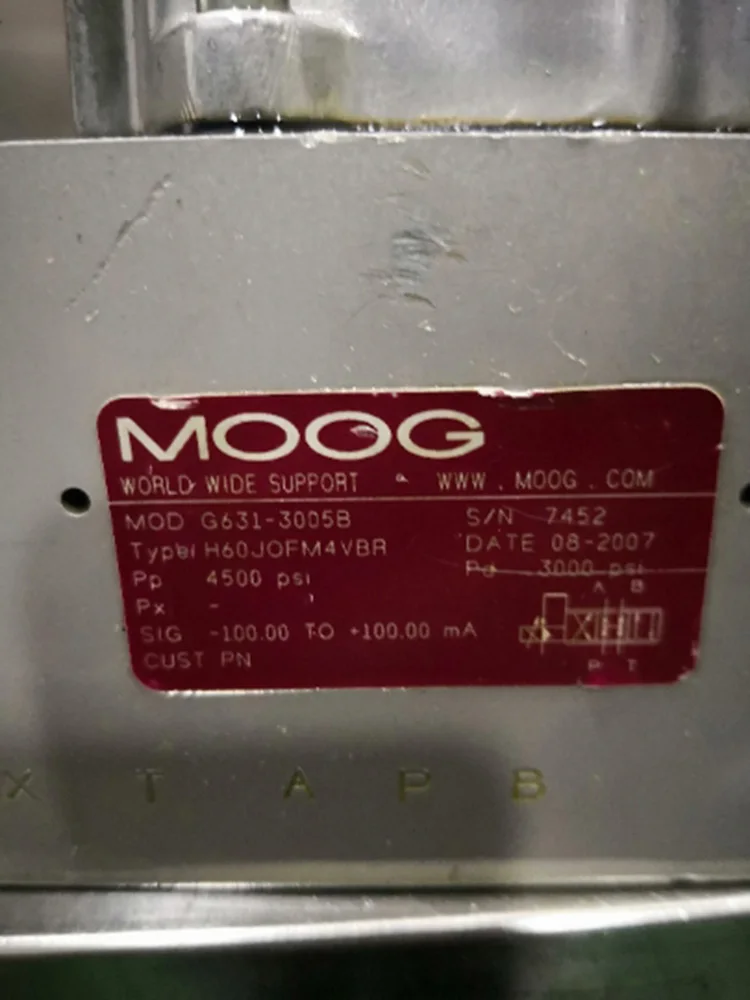 MOOG
WORLD WIDE SUPPORT WWW . MOOG . COM
MOD G631-3005B S/N 7452
Type: H60JOFM4VBR DATE 08-2007
Pp 4500 psi Pd 3000 psi
Px -
A B
SIG -100.00 TO +100.00 mA
P T
CUST PN
X T A P B